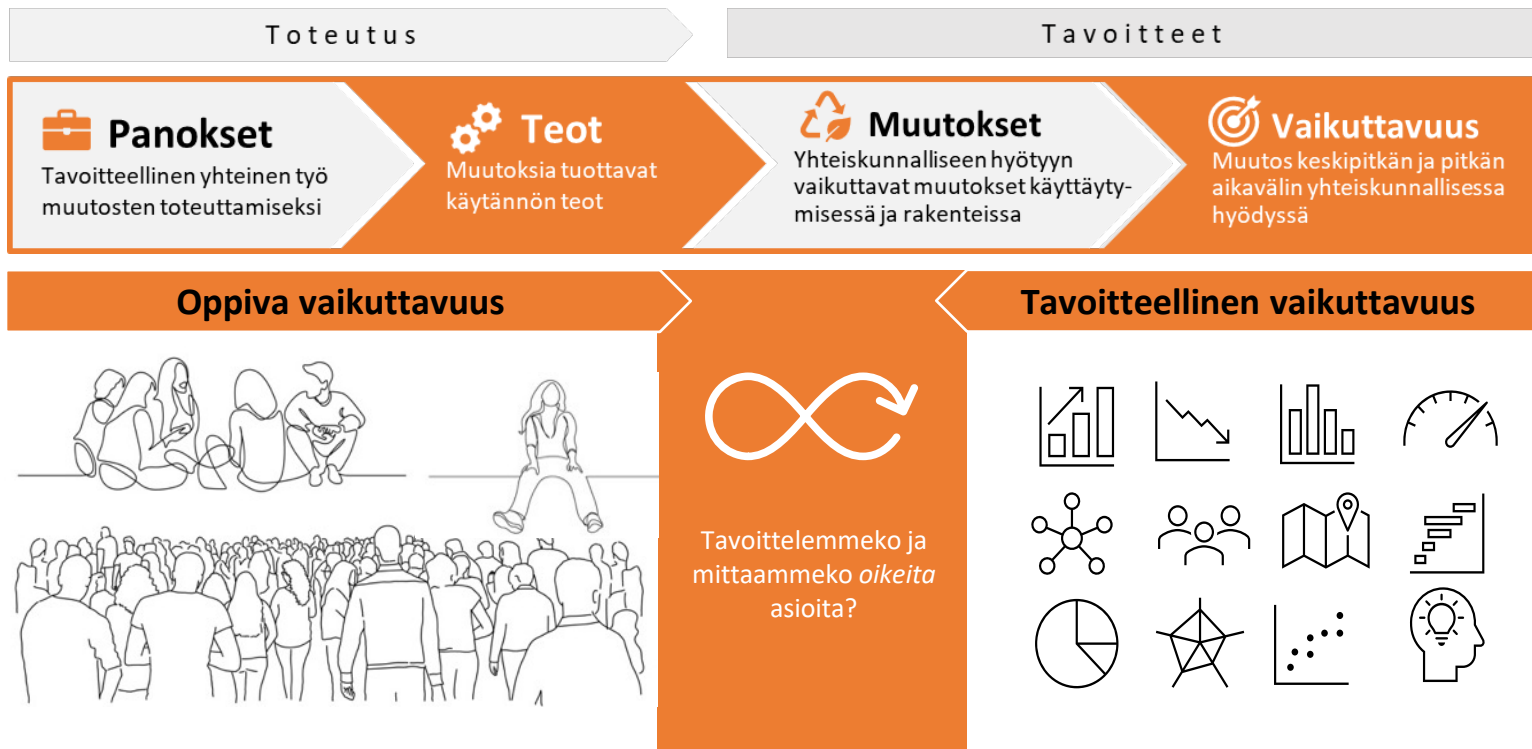 Toteutus
Tavoitteet
Panokset
Tavoitteellinen yhteinen työ
muutosten toteuttamiseksi
Teot
Muutoksia tuottavat
käytännön teot
Muutokset
Yhteiskunnalliseen hyötyyn
vaikuttavat muutokset käyttäyty-
misessä ja rakenteissa
Vaikuttavuus
Muutos keskipitkän ja pitkän
aikavälin yhteiskunnallisessa
hyödyssä
Oppiva vaikuttavuus
Tavoitteellinen vaikuttavuus
Tavoittelemmeko ja
mittaammeko oikeita
asioita?